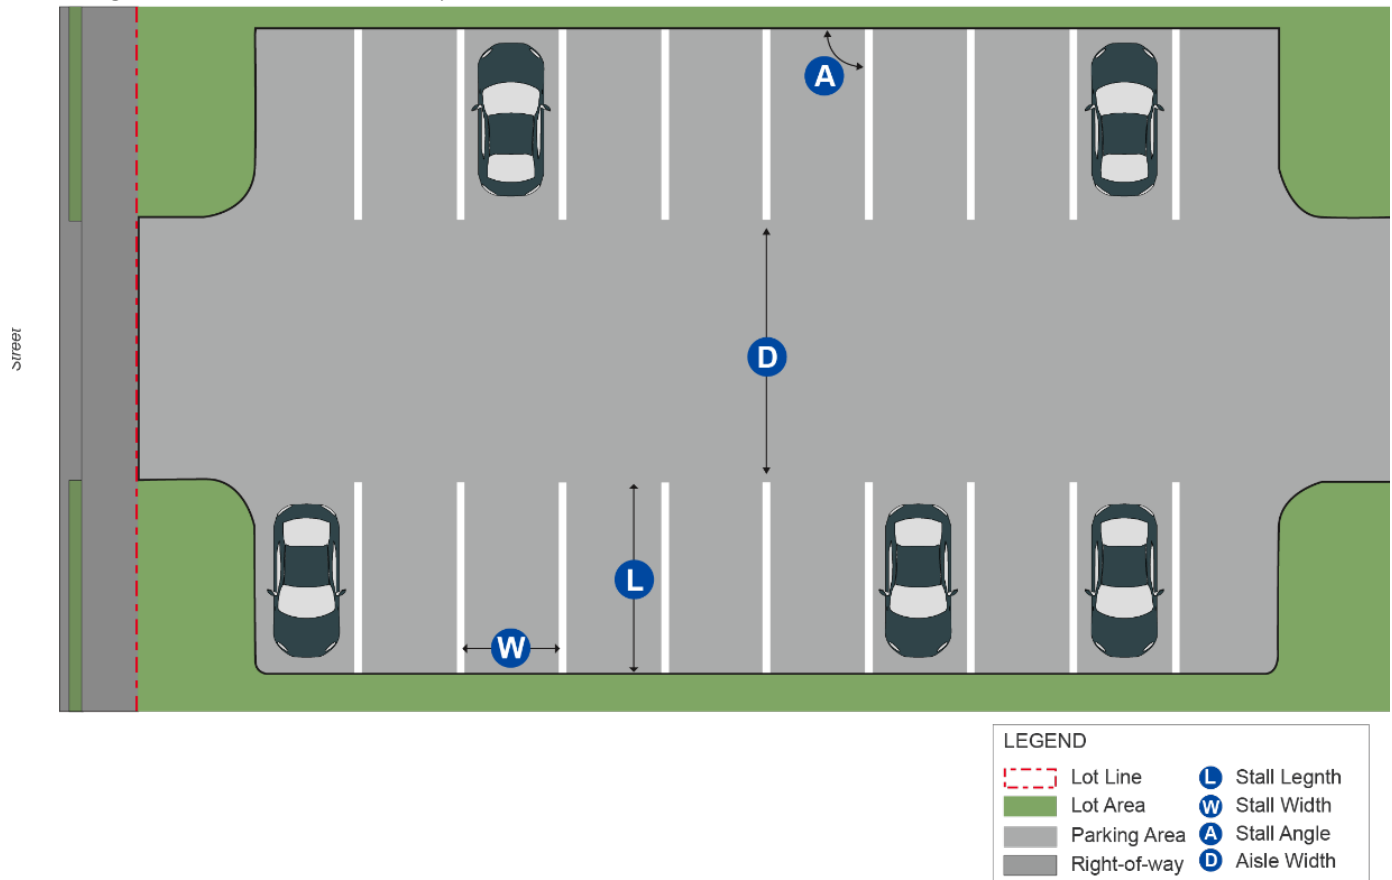 A
D
Street
L
W
LEGEND
Lot Line
Lot Area
Parking Area
Right-of-way
L Stall Legnth
W Stall Width
A Stall Angle
D Aisle Width